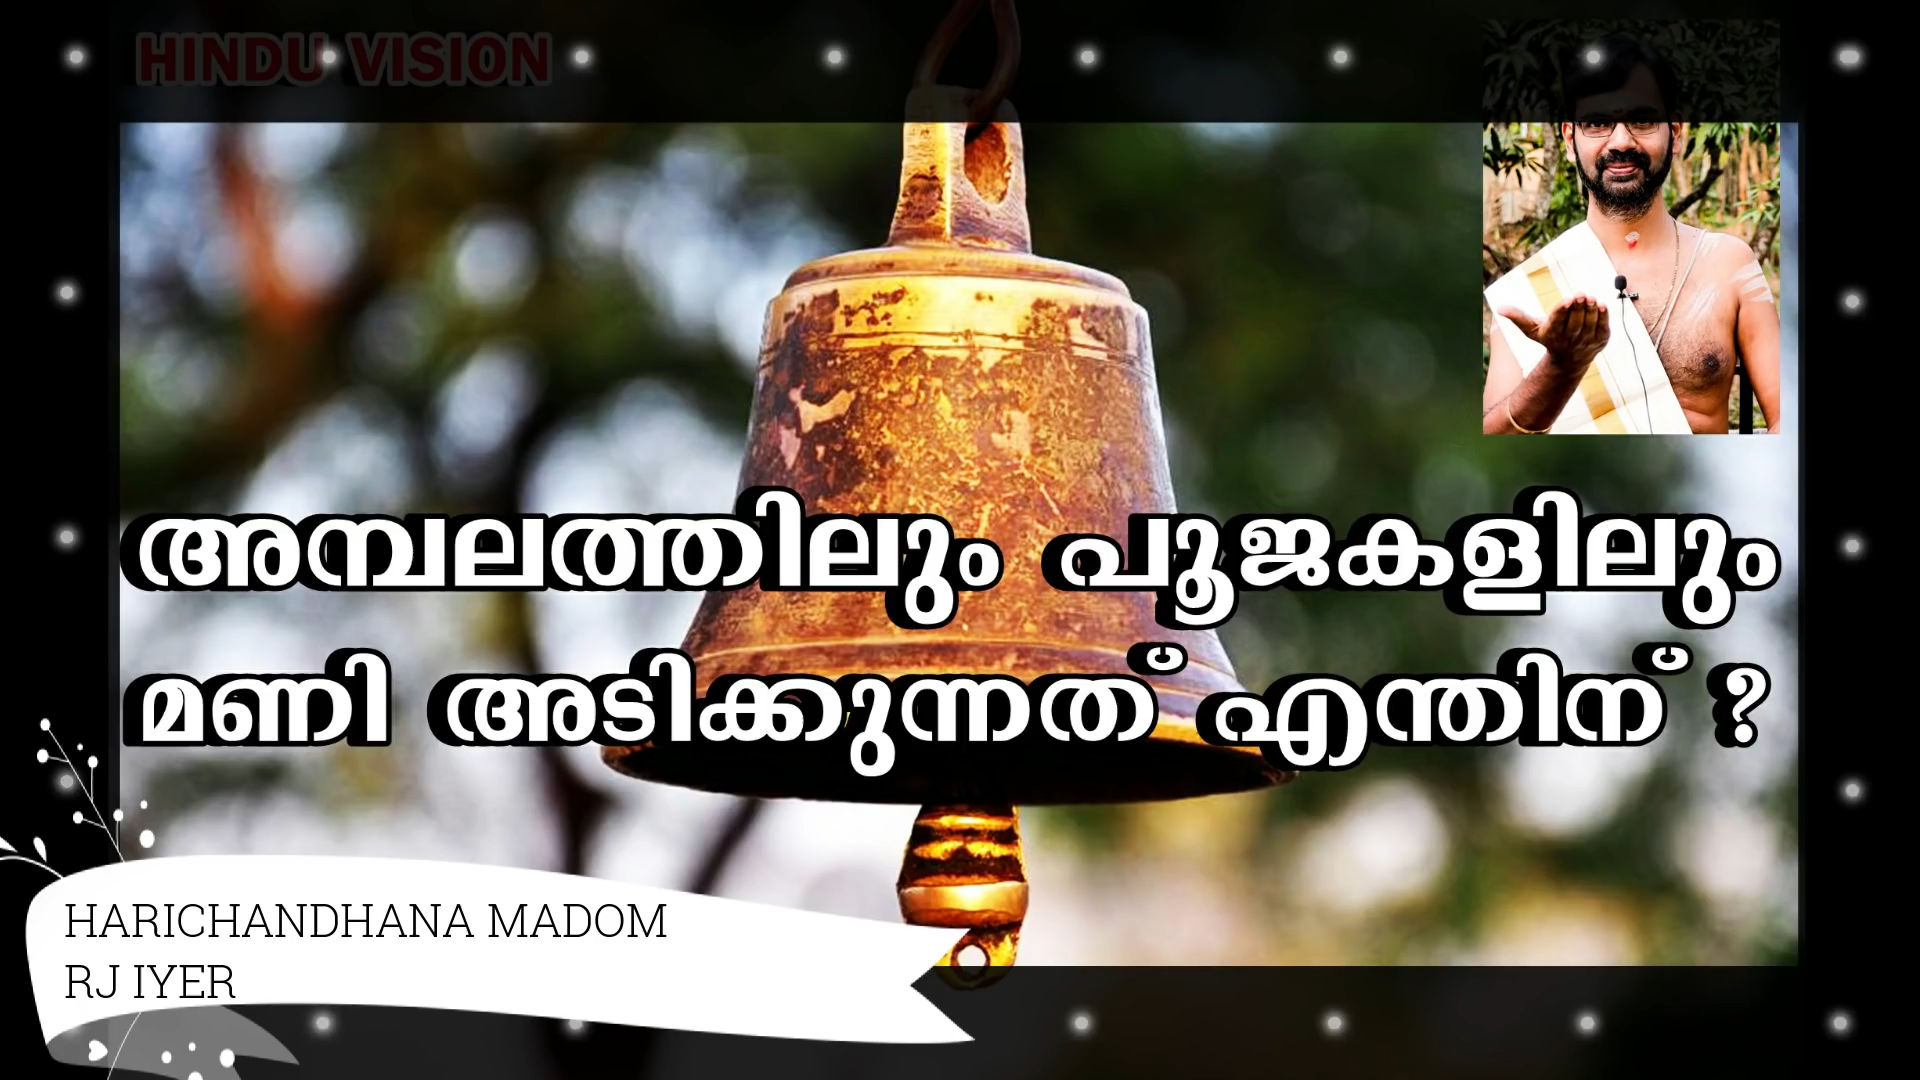 HINDU VISION
അമ്പലത്തിലും പൂജകളിലും
മണി അടിക്കുന്നത് എന്തിന് ?
HARICHANDHANA MADOM
RJ IYER